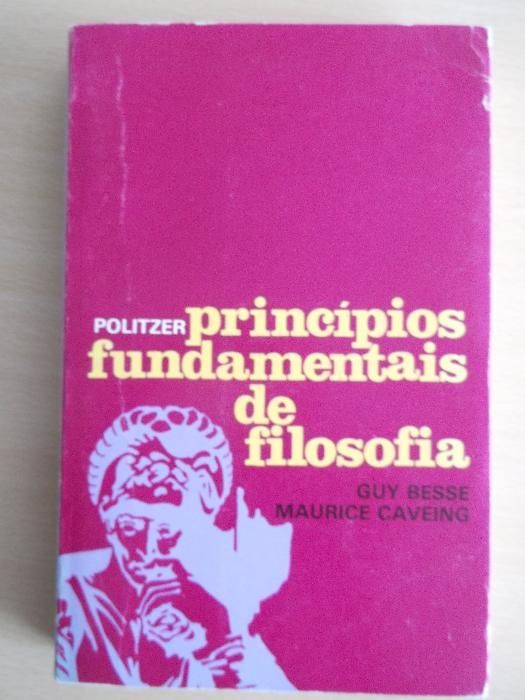 POLITZER princípios
fundamentais
de
filosofia
GUY BESSE
MAURICE CAVEING